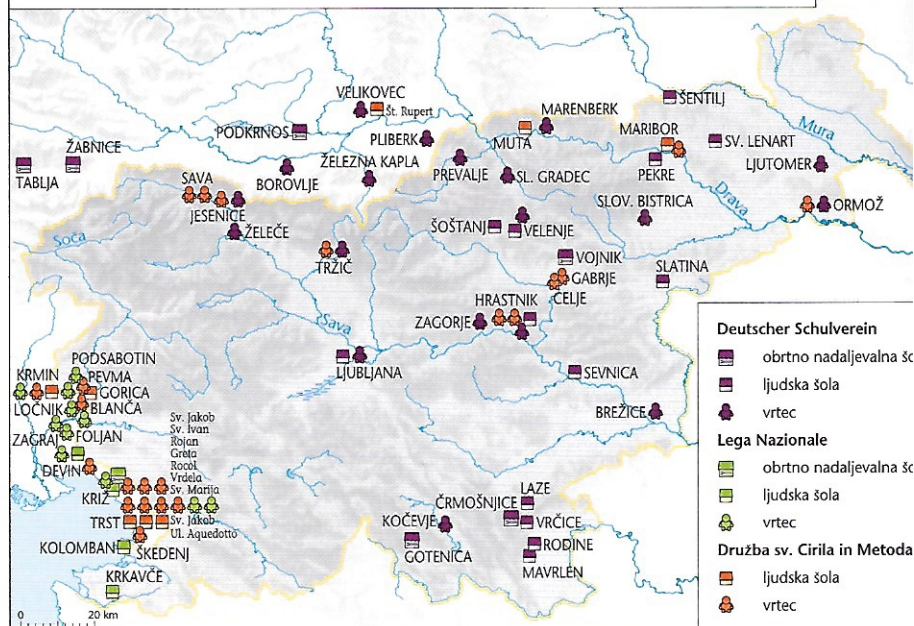 VELIKOVEC
Št. Rupert
PODKRNOS
PLIBERK
MARENBERK
MUTA
ŠENTILJ
MARIBOR
SV. LENART
Mura
ŽABNICE
TABLJA
BOROVLJE
ŽELEZNA KAPLA
PREVALJE
SL. GRADEC
PEKRE
LJUTOMER
SAVA
JESENICE
ŽELEČE
SLOV. BISTRICA
Drava
ORMOŽ
Soča
ŠOŠTANJ
VELENJE
TRŽIČ
VOJNIK
GABRJE
CELJE
SLATINA
HRASTNIK
ZAGORJE
Sava
LJUBLJANA
SEVNICA
BREŽICE
PODSABOTIN
KRMIN
PEVMA
GORICA
LOČNIK
BLANČA
ZAGRAJ
FOLJAN
DEVIN
KRIŽ
Sv. Jakob
Sv. Ivan
Rojan
Greta
Rocol
Vrdela
Sv. Marija
Sv. Jakob
Ul. Aquedotto
TRST
KOLOMBAN
ŠKEDENJ
KRKAVČE
LAZE
ČRMOŠNJICE
KOČEVJE
VRČICE
GOTENICA
RODINE
MAVRLEN
0 20 km
Deutscher Schulverein
obrtno nadaljevalna šo
ljudska šola
vrtec
Lega Nazionale
obrtno nadaljevalna šo
ljudska šola
vrtec
Družba sv. Cirila in Metoda
ljudska šola
vrtec